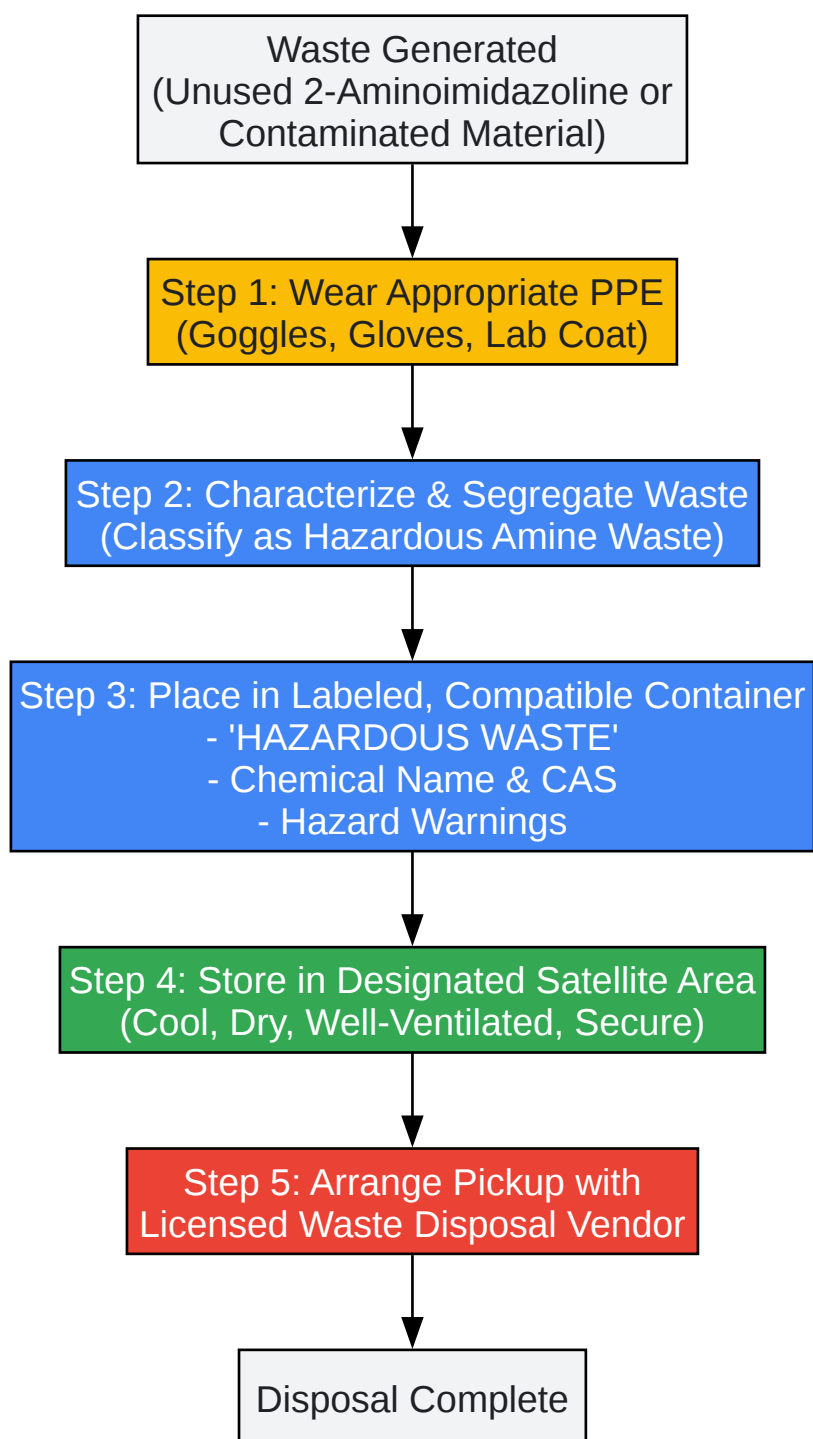 Waste Generated
(Unused 2-Aminoimidazoline or
Contaminated Material)
Step 1: Wear Appropriate PPE
(Goggles, Gloves, Lab Coat)
Step 2: Characterize & Segregate Waste
(Classify as Hazardous Amine Waste)
Step 3: Place in Labeled, Compatible Container
- 'HAZARDOUS WASTE'
- Chemical Name & CAS
- Hazard Warnings
Step 4: Store in Designated Satellite Area
(Cool, Dry, Well-Ventilated, Secure)
Step 5: Arrange Pickup with
Licensed Waste Disposal Vendor
Disposal Complete